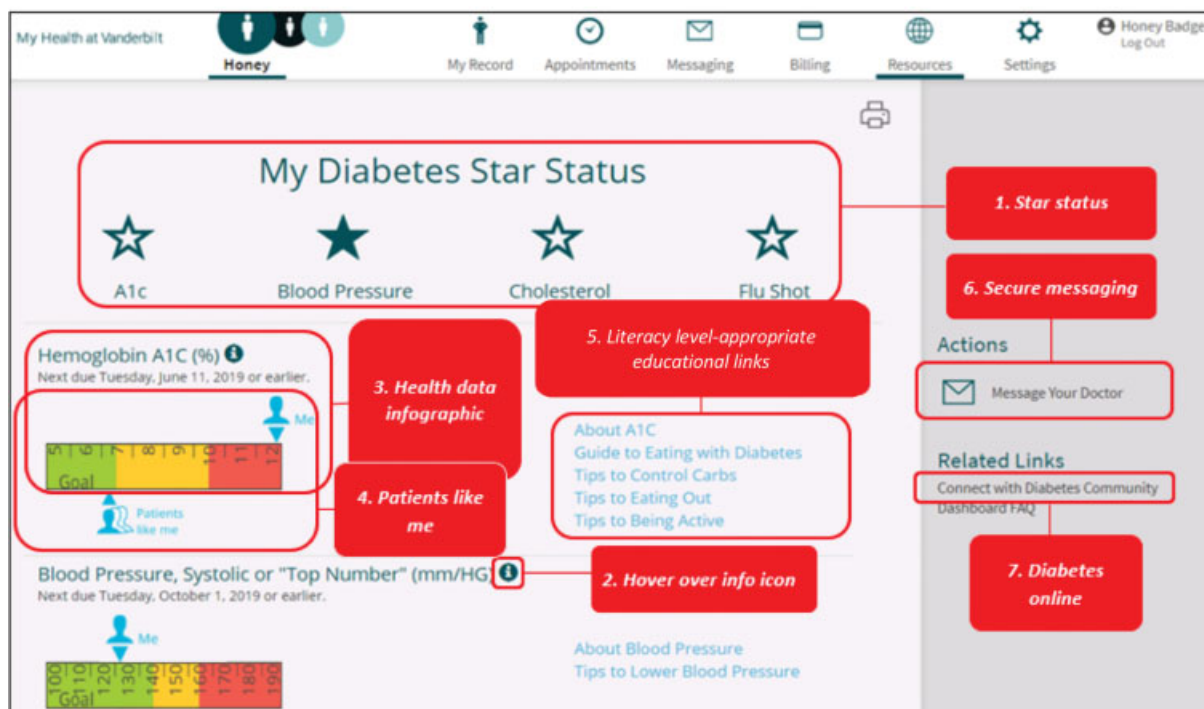 My Health at Vanderbilt
Honey
My Record
Appointments
Messaging
Billing
Resources
Settings
Honey Badge
Log Out
My Diabetes Star Status
A1c
Blood Pressure
Cholesterol
Flu Shot
1. Star status
6. Secure messaging
Actions
Message Your Doctor
Related Links
Connect with Diabetes Community
Dashboard FAQ
7. Diabetes
online
Hemoglobin A1C (%)
Next due Tuesday, June 11, 2019 or earlier.
Me
5 6 7 8 9 10 11 12
Goal
Patients
like me
3. Health data
infographic
4. Patients like
me
5. Literacy level-appropriate
educational links
About A1C
Guide to Eating with Diabetes
Tips to Control Carbs
Tips to Eating Out
Tips to Being Active
Blood Pressure, Systolic or "Top Number" (mm/HG)
Next due Tuesday, October 1, 2019 or earlier.
2. Hover over info icon
Me
100 110 120 130 140 150 160 170 180 190
Goal
About Blood Pressure
Tips to Lower Blood Pressure